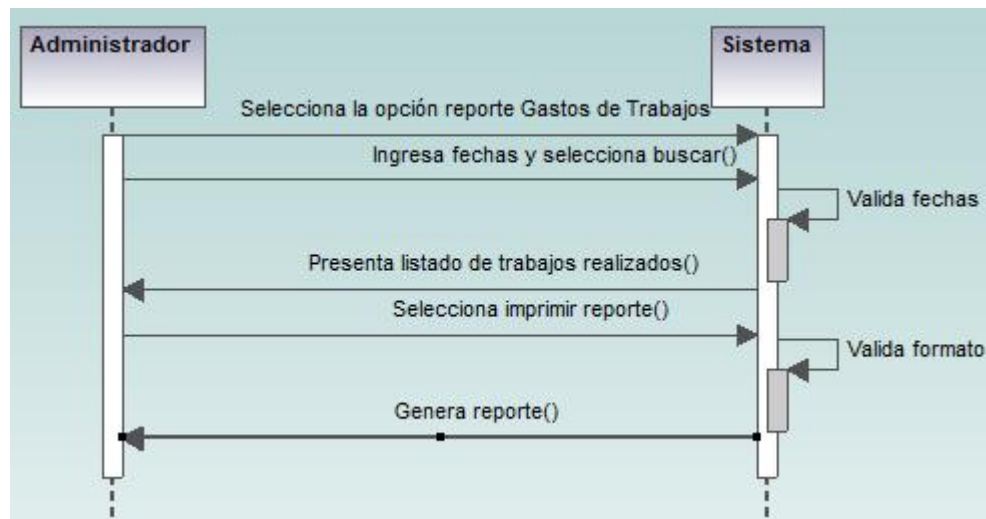 Administrador
Sistema
Selecciona la opción reporte Gastos de Trabajos
Ingresa fechas y selecciona buscar()
Valida fechas
Presenta listado de trabajos realizados()
Selecciona imprimir reporte()
Valida formato
Genera reporte()